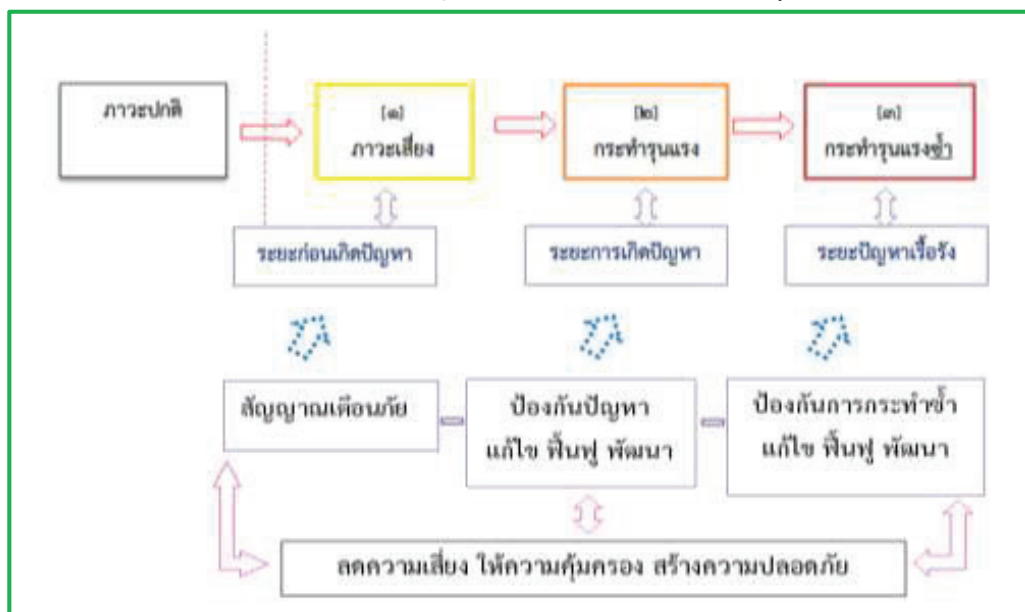 ภาวะปกติ
[๑]
ภาวะเสี่ยง
[๒]
กระทำรุนแรง
[๓]
กระทำรุนแรงซ้ำ
ระยะก่อนเกิดปัญหา
ระยะการเกิดปัญหา
ระยะปัญหาเรื้อรัง
สัญญาณเตือนภัย
ป้องกันปัญหา
แก้ไข ฟื้นฟู พัฒนา
ป้องกันการกระทำซ้ำ
แก้ไข ฟื้นฟู พัฒนา
ลดความเสี่ยง ให้ความคุ้มครอง สร้างความปลอดภัย